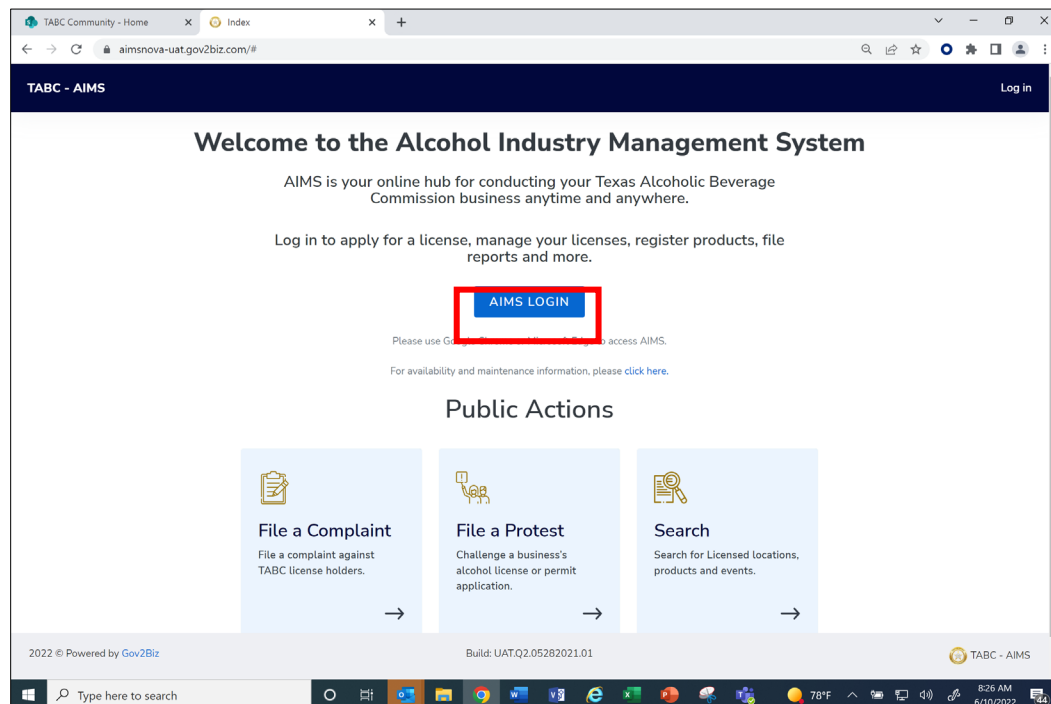 TABC Community - Home
Index
aimsnova-uat.gov2biz.com/#
TABC - AIMS
Log in
Welcome to the Alcohol Industry Management System
AIMS is your online hub for conducting your Texas Alcoholic Beverage
Commission business anytime and anywhere.
Log in to apply for a license, manage your licenses, register products, file
reports and more.
AIMS LOGIN
Please use to access AIMS.
For availability and maintenance information, please click here.
Public Actions
File a Complaint
File a complaint against
TABC license holders.
File a Protest
Challenge a business's
alcohol license or permit
application.
Search
Search for Licensed locations,
products and events.
2022 © Powered by Gov2Biz
Build: UAT.Q2.05282021.01
TABC - AIMS
Type here to search
78°F
8:26 AM
6/10/2022
44